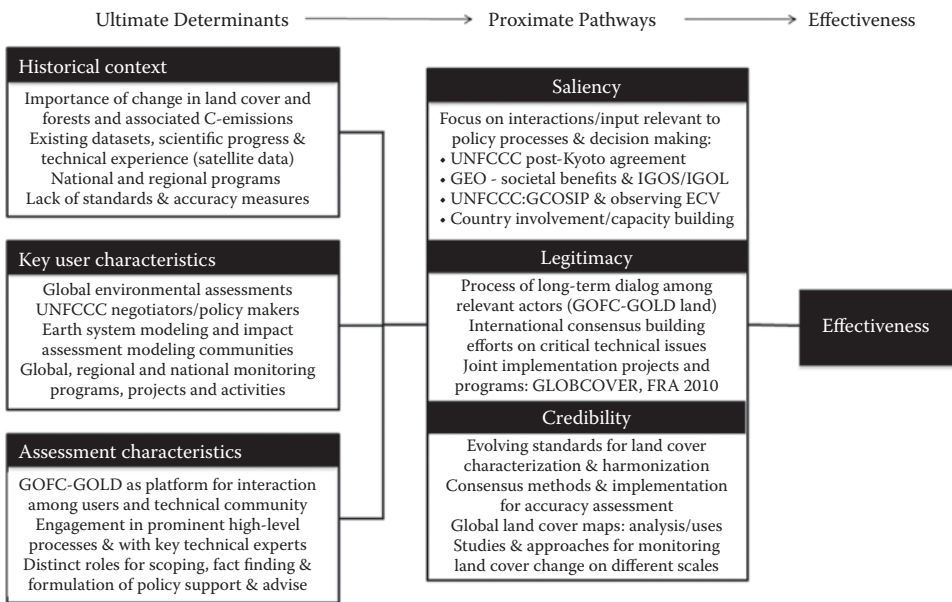 Ultimate Determinants
Proximate Pathways
Effectiveness
Historical context
Importance of change in land cover and
forests and associated C-emissions
Existing datasets, scientific progress &
technical experience (satellite data)
National and regional programs
Lack of standards & accuracy measures
Key user characteristics
Global environmental assessments
UNFCCC negotiators/policy makers
Earth system modeling and impact
assessment modeling communities
Global, regional and national monitoring
programs, projects and activities
Assessment characteristics
GOFC-GOLD as platform for interaction
among users and technical community
Engagement in prominent high-level
processes & with key technical experts
Distinct roles for scoping, fact finding &
formulation of policy support & advise
Saliency
Focus on interactions/input relevant to
policy processes & decision making:
• UNFCCC post-Kyoto agreement
• GEO - societal benefits & IGOS/IGOL
• UNFCCC:GCOSIP & observing ECV
• Country involvement/capacity building
Legitimacy
Process of long-term dialog among
relevant actors (GOFC-GOLD land)
International consensus building
efforts on critical technical issues
Joint implementation projects and
programs: GLOBCOVER, FRA 2010
Credibility
Evolving standards for land cover
characterization & harmonization
Consensus methods & implementation
for accuracy assessment
Global land cover maps: analysis/uses
Studies & approaches for monitoring
land cover change on different scales
Effectiveness